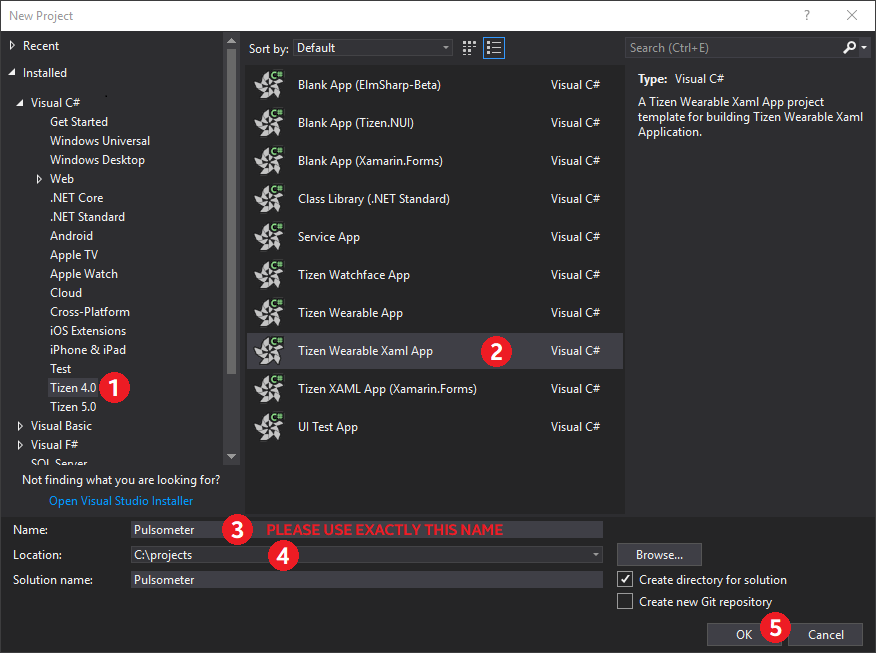 New Project
?
Recent
Installed
Visual C#
Get Started
Windows Universal
Windows Desktop
Web
.NET Core
.NET Standard
Android
Apple TV
Apple Watch
Cloud
Cross-Platform
iOS Extensions
iPhone & iPad
Test
Tizen 4.0 1
Tizen 5.0
Visual Basic
Visual F#
SQL Server
Not finding what you are looking for?
Open Visual Studio Installer
Sort by: Default
Blank App (ElmSharp-Beta) Visual C#
Blank App (Tizen.NUI) Visual C#
Blank App (Xamarin.Forms) Visual C#
Class Library (.NET Standard) Visual C#
Service App Visual C#
Tizen Watchface App Visual C#
Tizen Wearable App Visual C#
Tizen Wearable Xaml App 2 Visual C#
Tizen XAML App (Xamarin.Forms) Visual C#
UI Test App Visual C#
Search (Ctrl+E)
Type: Visual C#
A Tizen Wearable Xaml App project
template for building Tizen Wearable Xaml
Application.
Name: Pulsometer 3 PLEASE USE EXACTLY THIS NAME
Location: C:\projects 4
Browse...
Solution name: Pulsometer
Create directory for solution
Create new Git repository
OK 5 Cancel